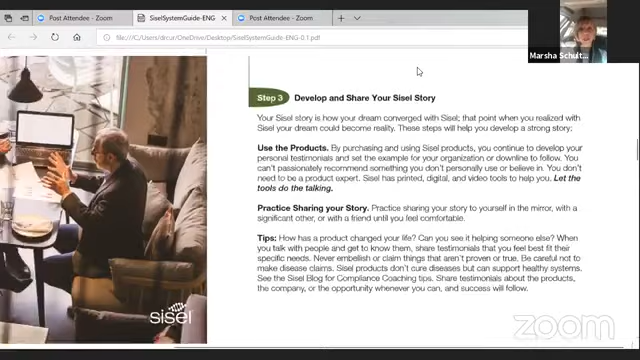 Post Attendee - Zoom
SiselSystemGuide-ENG
Post Attendee - Zoom
file:///C:/Users/drcur/OneDrive/Desktop/SiselSystemGuide-ENG-0.1.pdf
Marsha Schult...
Step 3 Develop and Share Your Sisel Story
Your Sisel story is how your dream converged with Sisel; that point when you realized with
Sisel your dream could become reality. These steps will help you develop a strong story;
Use the Products. By purchasing and using Sisel products, you continue to develop your
personal testimonials and set the example for your organization or downline to follow. You
can't passionately recommend something you don't personally use or believe in. You don't
need to be a product expert. Sisel has printed, digital, and video tools to help you. Let the
tools do the talking.
Practice Sharing your Story. Practice sharing your story to yourself in the mirror, with a
significant other, or with a friend until you feel comfortable.
Tips: How has a product changed your life? Can you see it helping someone else? When
you talk with people and get to know them, share testimonials that you feel best fit their
specific needs. Never embellish or claim things that aren't proven or true. Be careful not to
make disease claims. Sisel products don't cure diseases but can support healthy systems.
See the Sisel Blog for Compliance Coaching tips. Share testimonials about the products,
the company, or the opportunity whenever you can, and success will follow.
sisel
zoom